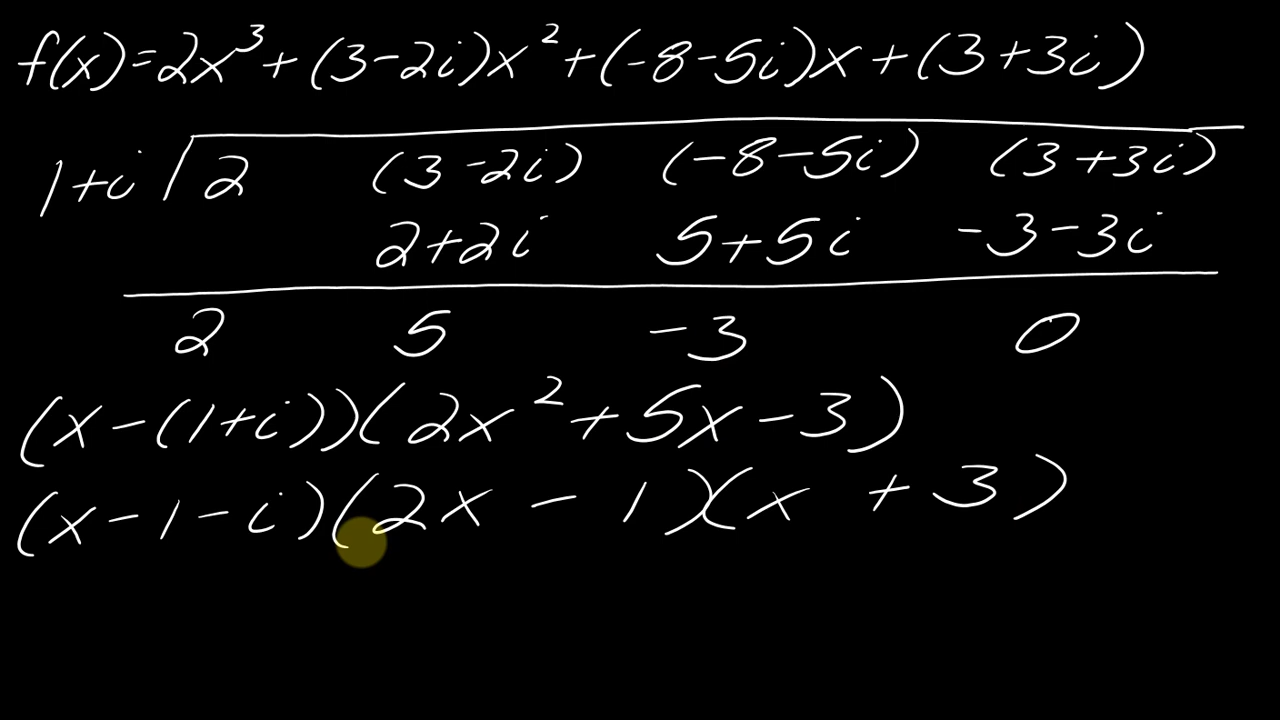 f(x)=2x³+(3-2i)x²+(-8-5i)x+(3+3i)
1+i 2 (3-2i) (-8-5i) (3+3i)
2+2i 5+5i -3-3i
2 5 -3 0
(x-(1+i))(2x²+5x-3)
(x-1-i)(2x-1)(x+3)